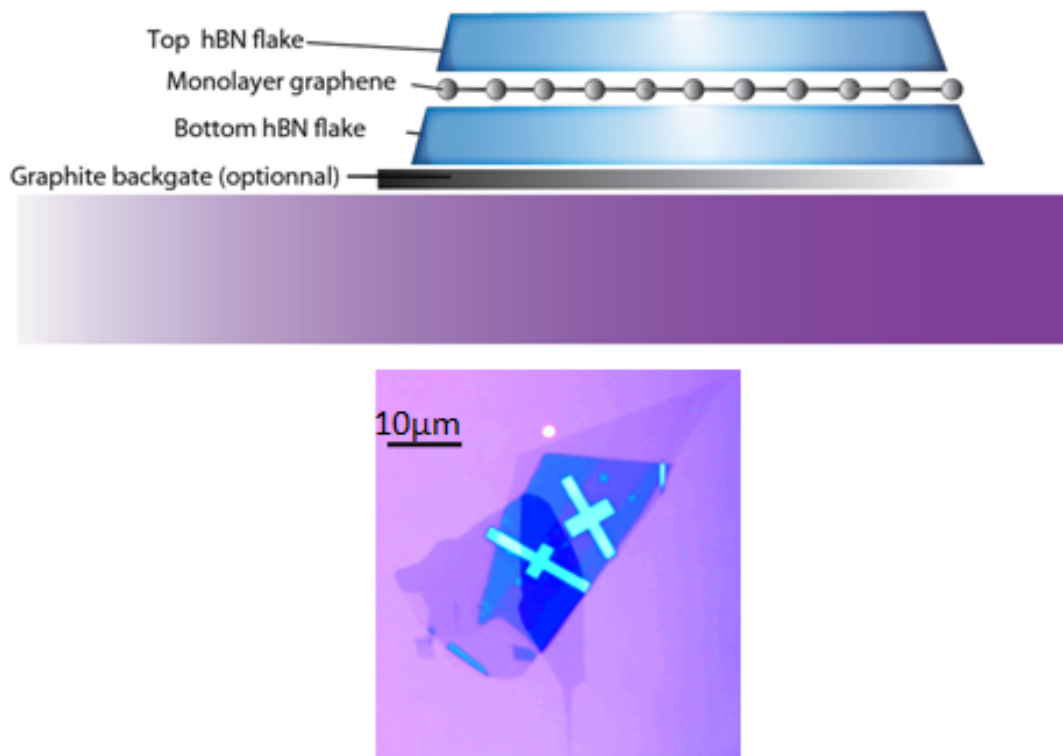 Top hBN flake
Monolayer graphene
Bottom hBN flake
Graphite backgate (optionnal)
10μm